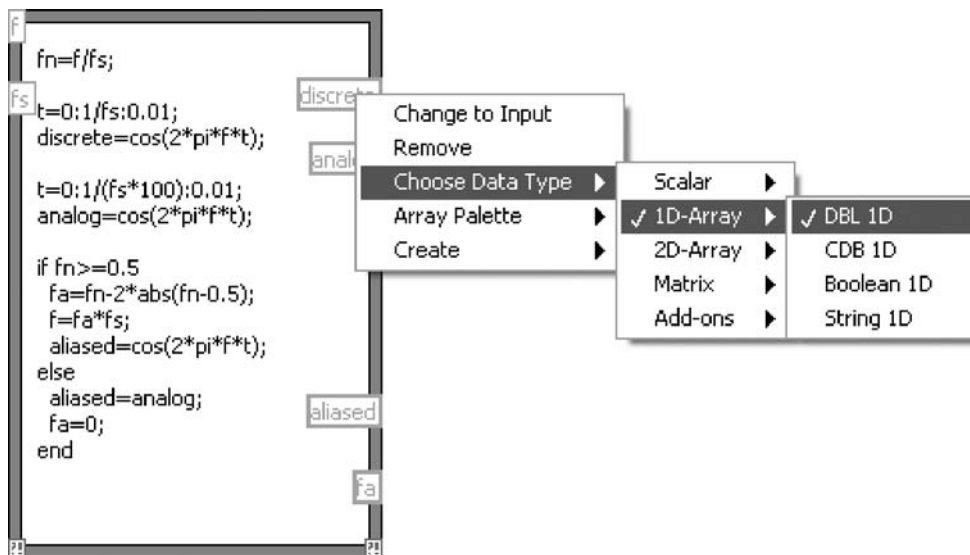 f
fn=f/fs;
fs
t=0:1/fs:0.01;
discrete=cos(2*pi*f*t);
t=0:1/(fs*100):0.01;
analog=cos(2*pi*f*t);
if fn>=0.5
fa=fn-2*abs(fn-0.5);
f=fa*fs;
aliased=cos(2*pi*f*t);
else
aliased=analog;
fa=0;
end
discrete
aliased
fa
Change to Input
Remove
Choose Data Type
Array Palette
Create
Scalar
✓ 1D-Array
2D-Array
Matrix
Add-ons
✓ DBL 1D
CDB 1D
Boolean 1D
String 1D